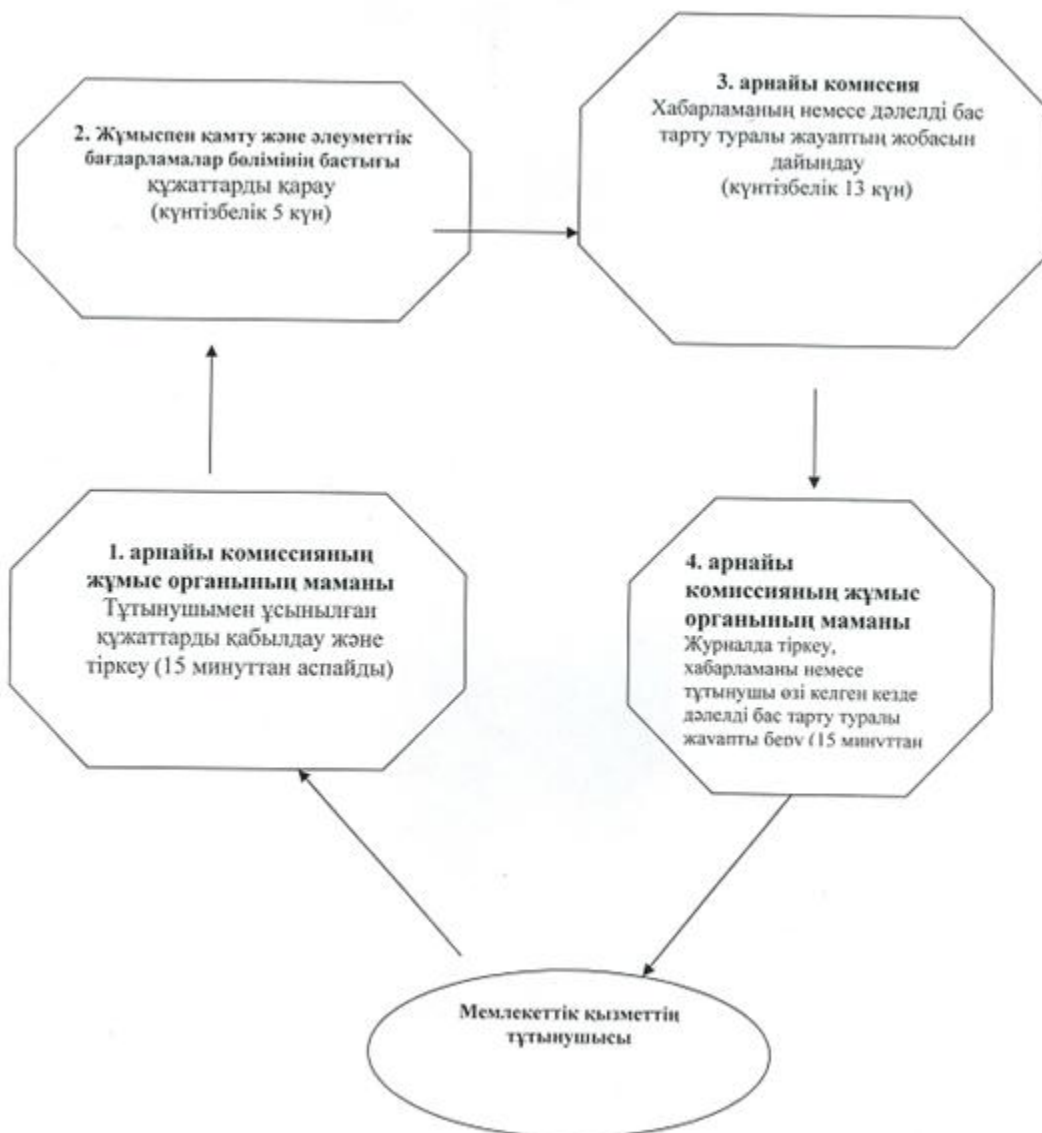 3. арнайы комиссия
Хабарламаның немесе дәлелді бас
тарту туралы жауаптың жобасын
дайындау
(күнтізбелік 13 күн)
2. Жұмыспен қамту және әлеуметтік
бағдарламалар бөлімінің бастығы
құжаттарды қарау
(күнтізбелік 5 күн)
1. арнайы комиссияның
жұмыс органының маманы
Тұтынушымен ұсынылған
құжаттарды қабылдау және
тіркеу (15 минуттан аспайды)
4. арнайы
комиссияның жұмыс
органының маманы
Журналда тіркеу,
хабарламаны немесе
тұтынушы өзі келген кезде
дәлелді бас тарту туралы
жауапты беру (15 минуттан
Мемлекеттік қызметтің
тұтынушысы